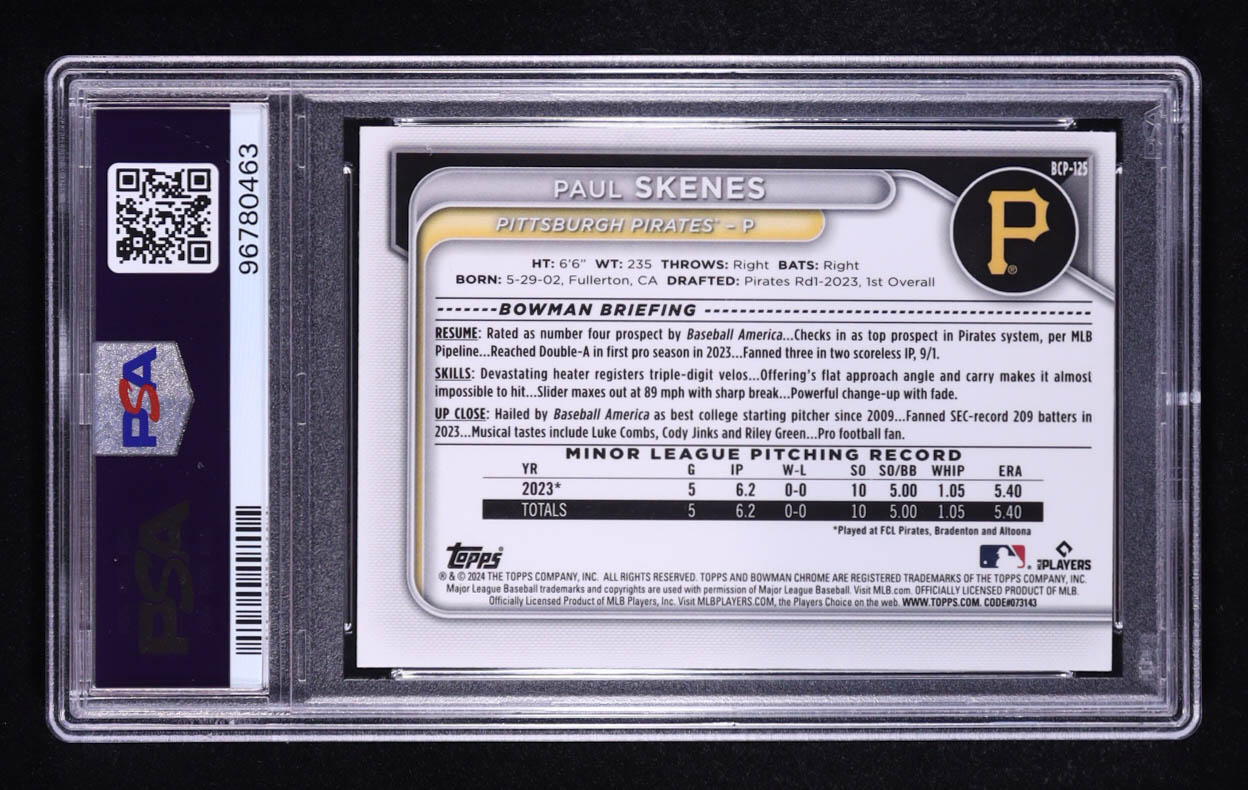 96780463
PSA
PSA
BCP-125
PAUL SKENES
PITTSBURGH PIRATES™ – P
P®
HT: 6'6" WT: 235 THROWS: Right BATS: Right
BORN: 5-29-02, Fullerton, CA DRAFTED: Pirates Rd1-2023, 1st Overall
BOWMAN BRIEFING
RESUME: Rated as number four prospect by Baseball America...Checks in as top prospect in Pirates system, per MLB
Pipeline...Reached Double-A in first pro season in 2023...Fanned three in two scoreless IP, 9/1.
SKILLS: Devastating heater registers triple-digit velos...Offering's flat approach angle and carry makes it almost
impossible to hit...Slider maxes out at 89 mph with sharp break...Powerful change-up with fade.
UP CLOSE: Hailed by Baseball America as best college starting pitcher since 2009...Fanned SEC-record 209 batters in
2023...Musical tastes include Luke Combs, Cody Jinks and Riley Green...Pro football fan.
MINOR LEAGUE PITCHING RECORD
YR G IP W-L SO SO/BB WHIP ERA
2023* 5 6.2 0-0 10 5.00 1.05 5.40
TOTALS 5 6.2 0-0 10 5.00 1.05 5.40
*Played at FCL Pirates, Bradenton and Altoona
Topps®
MLB PLAYERS
® & © 2024 THE TOPPS COMPANY, INC. ALL RIGHTS RESERVED. TOPPS AND BOWMAN CHROME ARE REGISTERED TRADEMARKS OF THE TOPPS COMPANY, INC.
Major League Baseball trademarks and copyrights are used with permission of Major League Baseball. Visit MLB.com. OFFICIALLY LICENSED PRODUCT OF MLB.
Officially Licensed Product of MLB Players, Inc. Visit MLBPLAYERS.COM, the Players Choice on the web. WWW.TOPPS.COM. CODE#073143